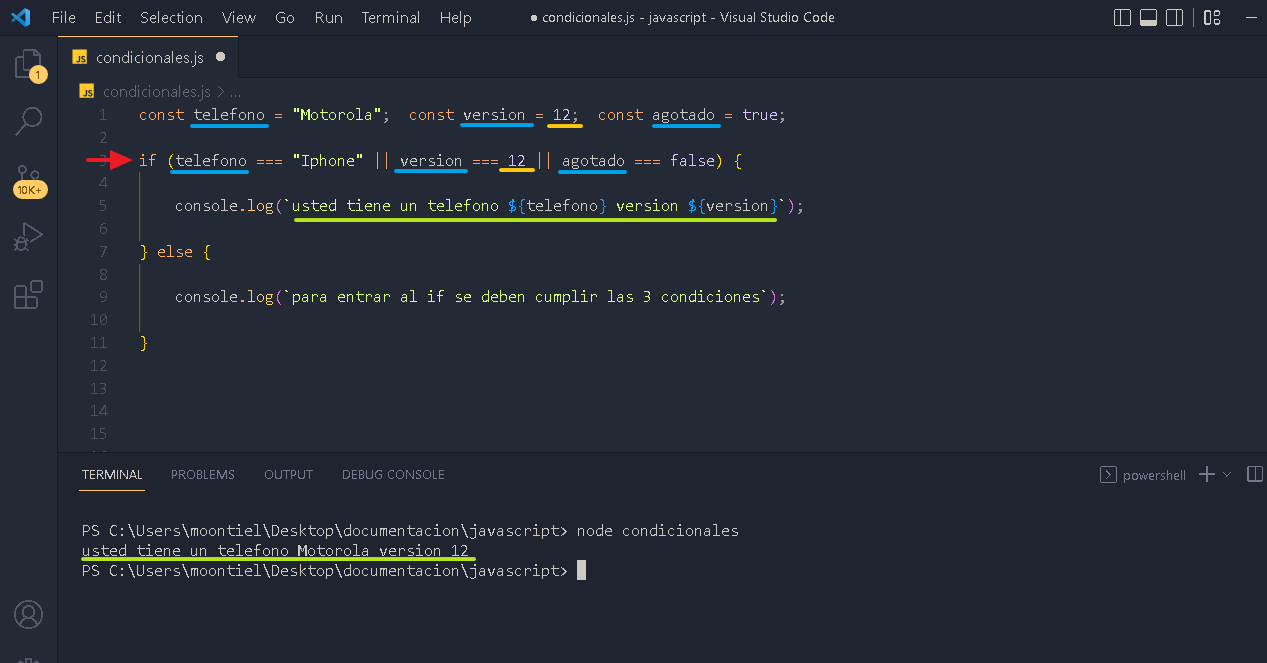 File Edit Selection View Go Run Terminal Help ● condicionales.js - javascript - Visual Studio Code
JS condicionales.js ●
1
JS condicionales.js > ...
1 const telefono = "Motorola"; const version = 12; const agotado = true;
2
3 if (telefono === "Iphone" || version === 12 || agotado === false) {
4
5 console.log(`usted tiene un telefono ${telefono} version ${version}`);
10K+
6
7 } else {
8
9 console.log(`para entrar al if se deben cumplir las 3 condiciones`);
10
11 }
12
13
14
15
TERMINAL PROBLEMS OUTPUT DEBUG CONSOLE powershell
PS C:\Users\moontiel\Desktop\documentacion\javascript> node condicionales
usted tiene un telefono Motorola version 12
PS C:\Users\moontiel\Desktop\documentacion\javascript>